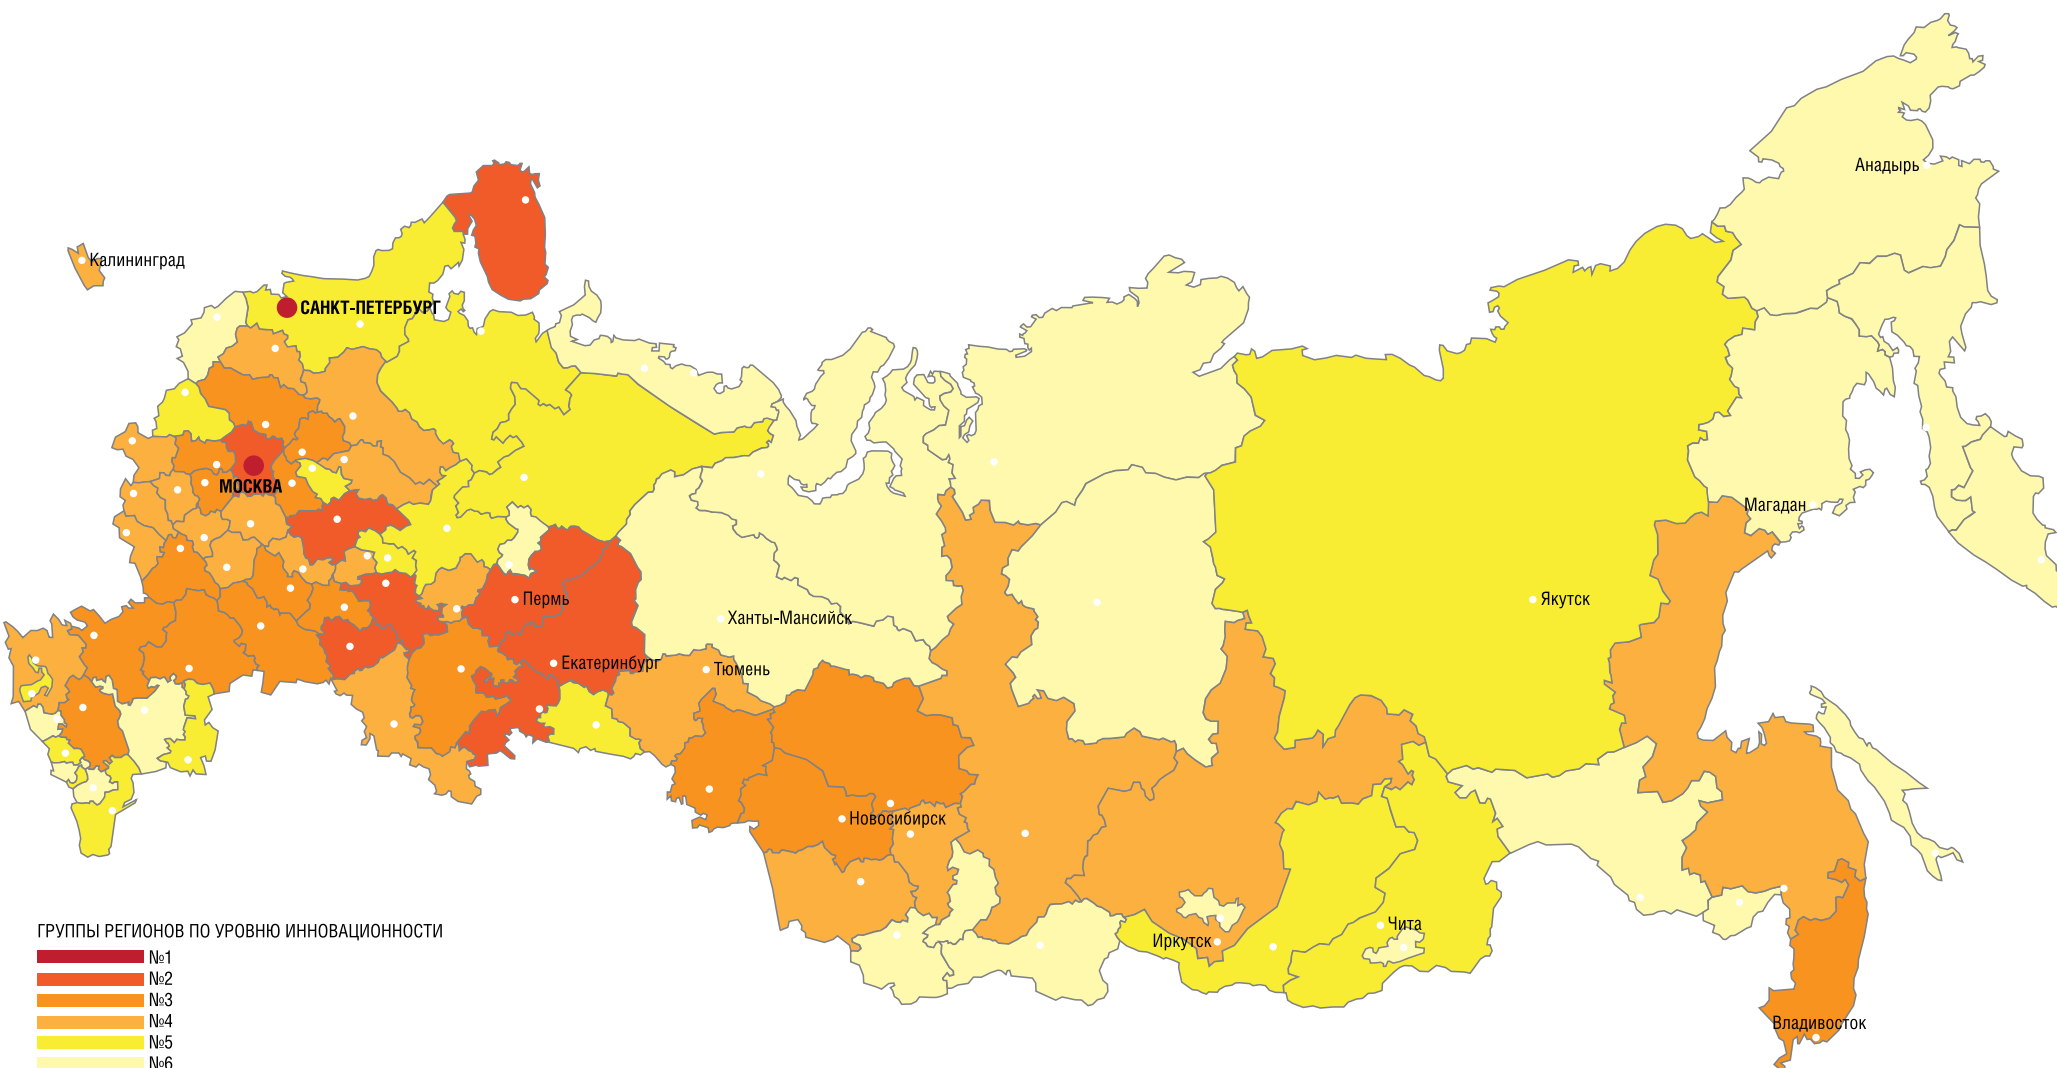 Анадырь
Калининград
САНКТ-ПЕТЕРБУРГ
МОСКВА
Магадан
Пермь
Якутск
Ханты-Мансийск
Екатеринбург
Тюмень
Новосибирск
Чита
Иркутск
Владивосток
ГРУППЫ РЕГИОНОВ ПО УРОВНЮ ИННОВАЦИОННОСТИ
№1
№2
№3
№4
№5
№6